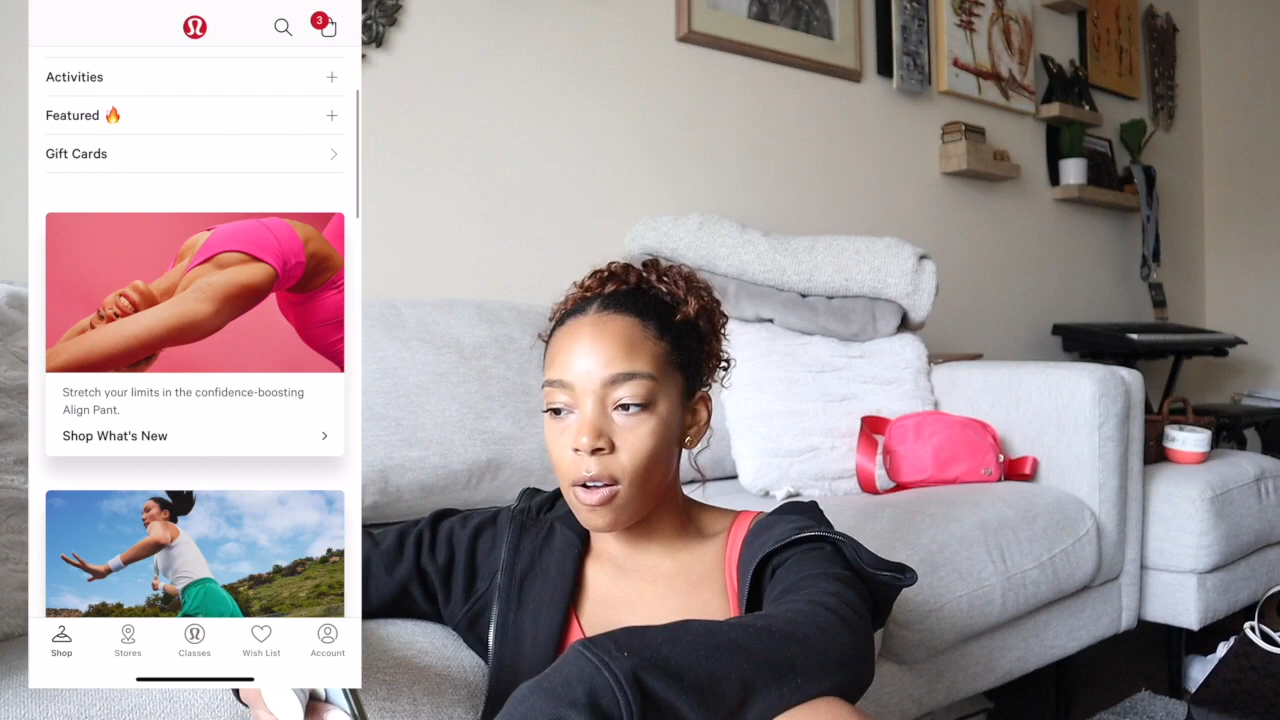 3
Activities
Featured 🔥
Gift Cards
Stretch your limits in the confidence-boosting
Align Pant.
Shop What's New
Shop
Stores
Classes
Wish List
Account